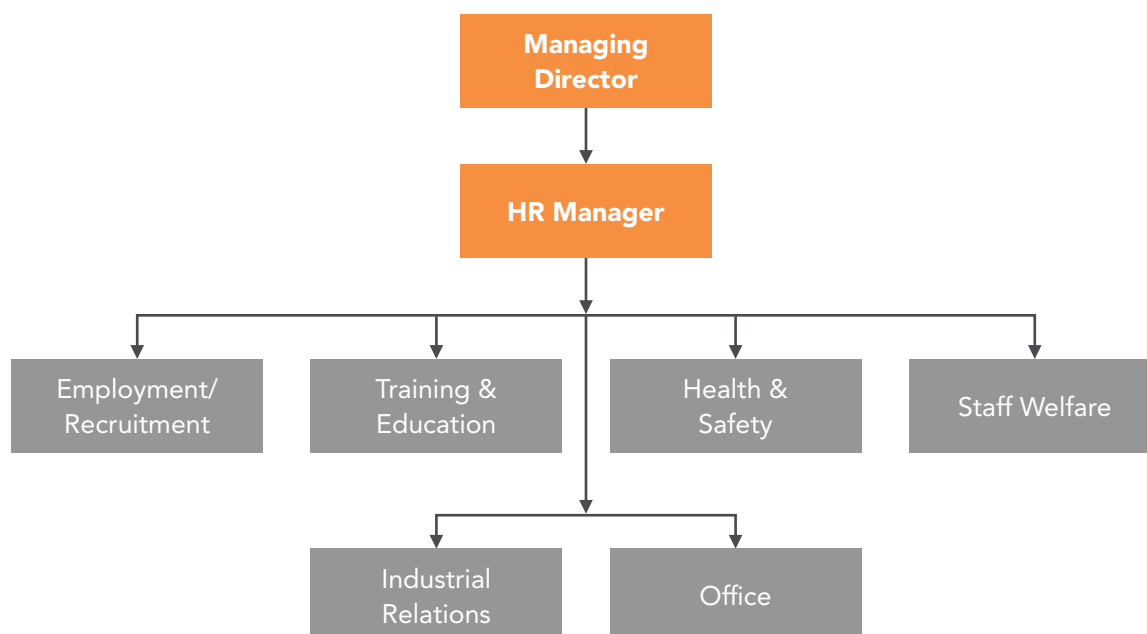 Managing
Director
HR Manager
Employment/
Recruitment
Training &
Education
Health &
Safety
Staff Welfare
Industrial
Relations
Office